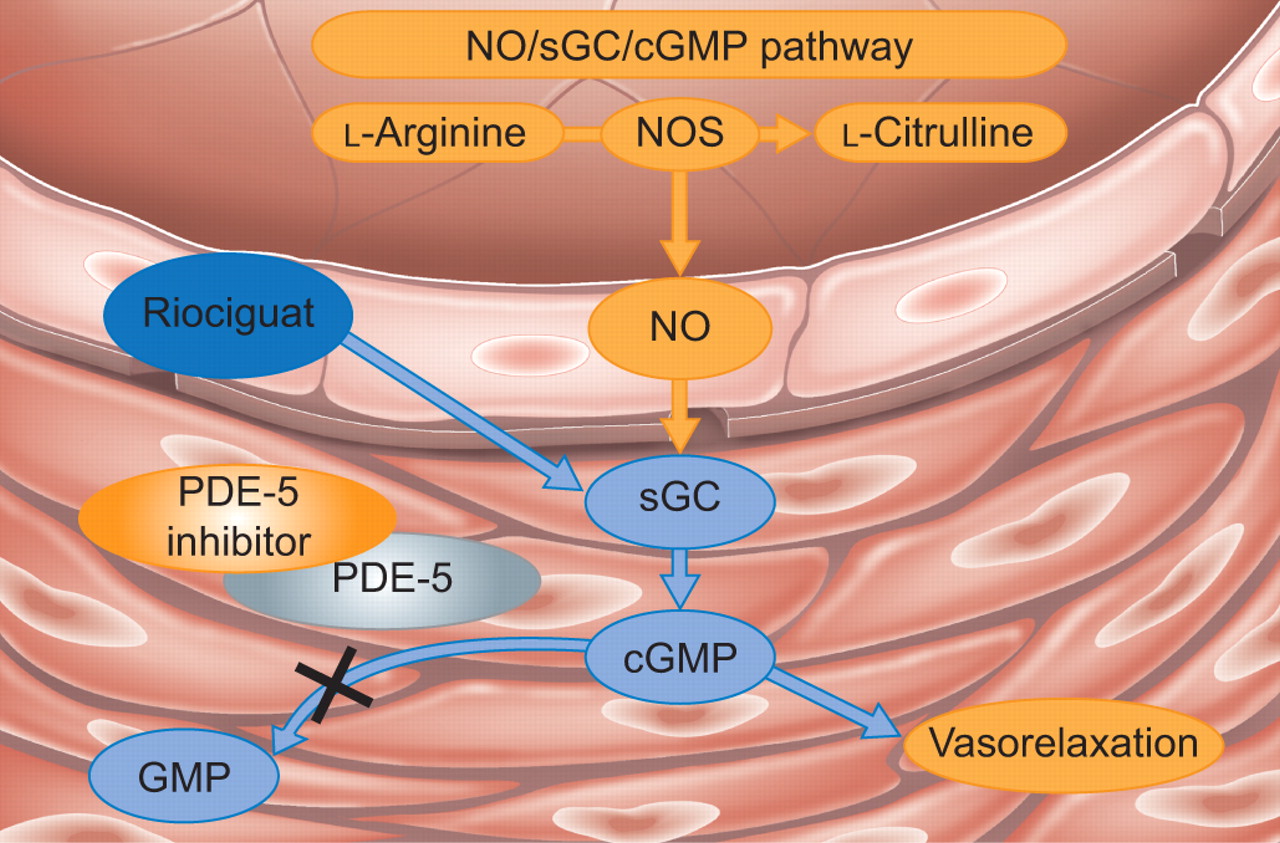 NO/sGC/cGMP pathway
L-Arginine
NOS
L-Citrulline
Riociguat
NO
sGC
PDE-5
inhibitor
PDE-5
cGMP
Vasorelaxation
GMP